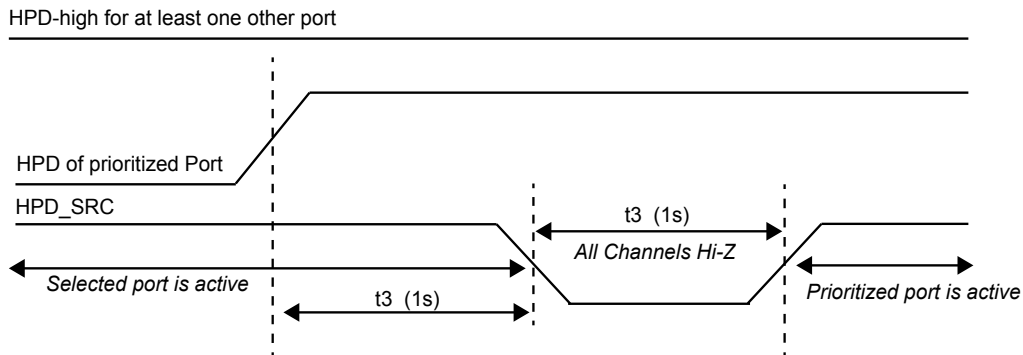 HPD-high for at least one other port
HPD of prioritized Port
HPD_SRC
t3 (1s)
All Channels Hi-Z
Selected port is active
t3 (1s)
Prioritized port is active